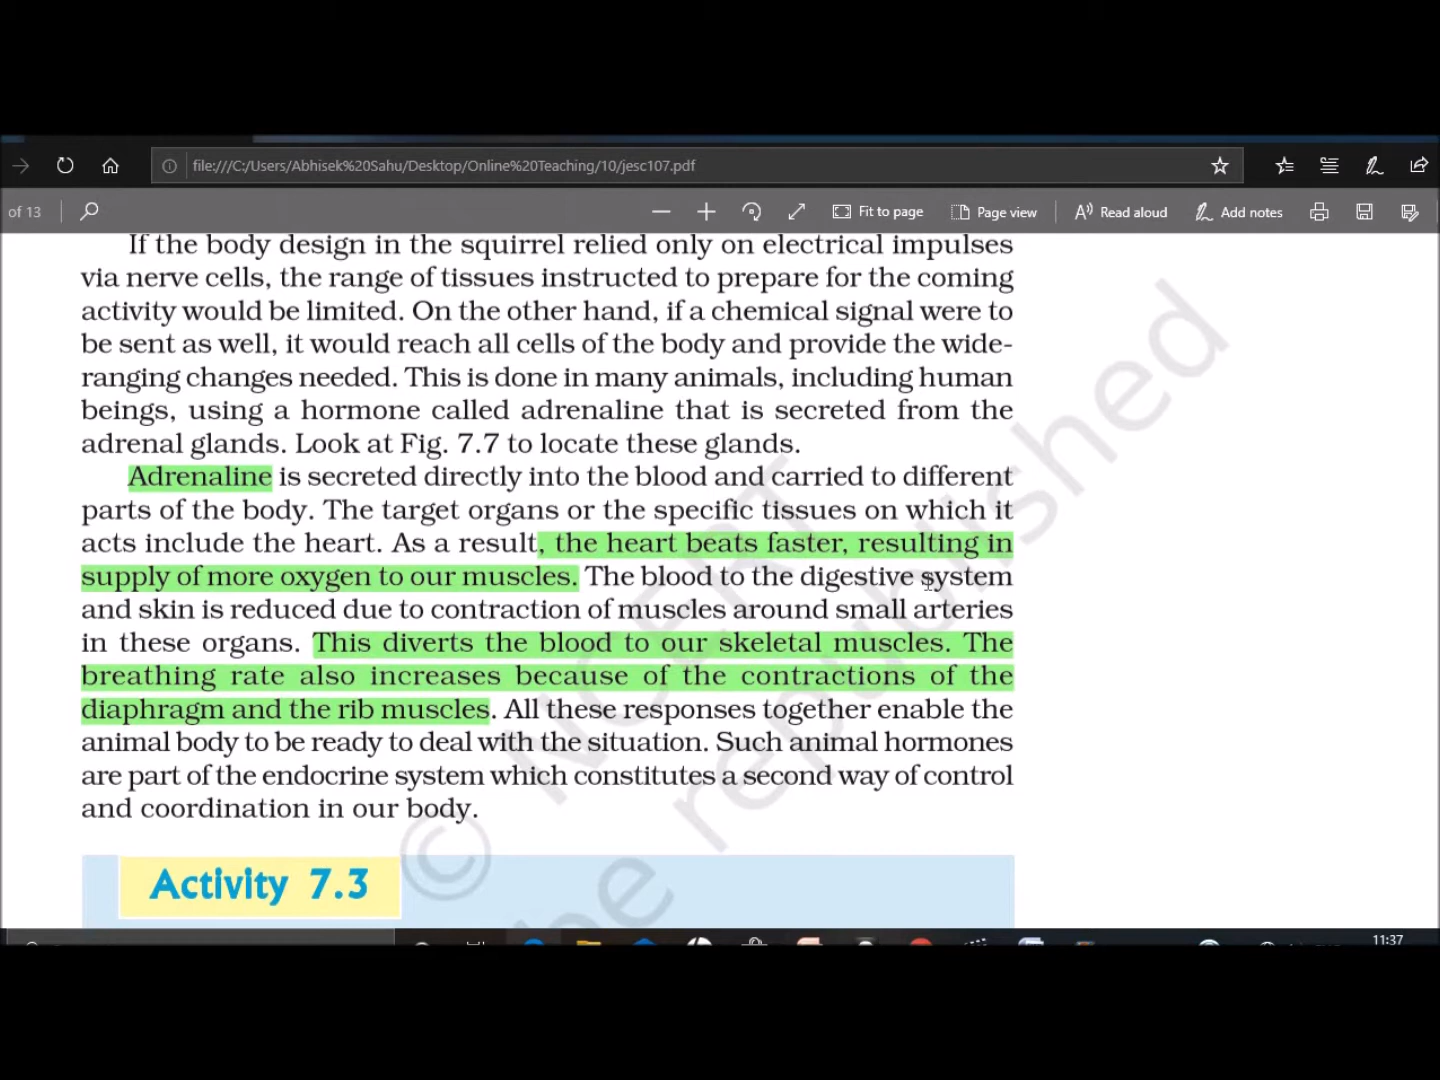 file:///C:/Users/Abhisek%20Sahu/Desktop/Online%20Teaching/10/jesc107.pdf
of 13
Fit to page
Page view
Read aloud
Add notes
If the body design in the squirrel relied only on electrical impulses
via nerve cells, the range of tissues instructed to prepare for the coming
activity would be limited. On the other hand, if a chemical signal were to
be sent as well, it would reach all cells of the body and provide the wide-
ranging changes needed. This is done in many animals, including human
beings, using a hormone called adrenaline that is secreted from the
adrenal glands. Look at Fig. 7.7 to locate these glands.
Adrenaline is secreted directly into the blood and carried to different
parts of the body. The target organs or the specific tissues on which it
acts include the heart. As a result, the heart beats faster, resulting in
supply of more oxygen to our muscles. The blood to the digestive system
and skin is reduced due to contraction of muscles around small arteries
in these organs. This diverts the blood to our skeletal muscles. The
breathing rate also increases because of the contractions of the
diaphragm and the rib muscles. All these responses together enable the
animal body to be ready to deal with the situation. Such animal hormones
are part of the endocrine system which constitutes a second way of control
and coordination in our body.
© NCERT
be republished
Activity 7.3
11:37